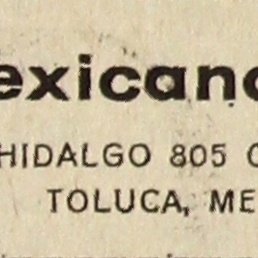 exicano
HIDALGO 805
TOLUCA, ME